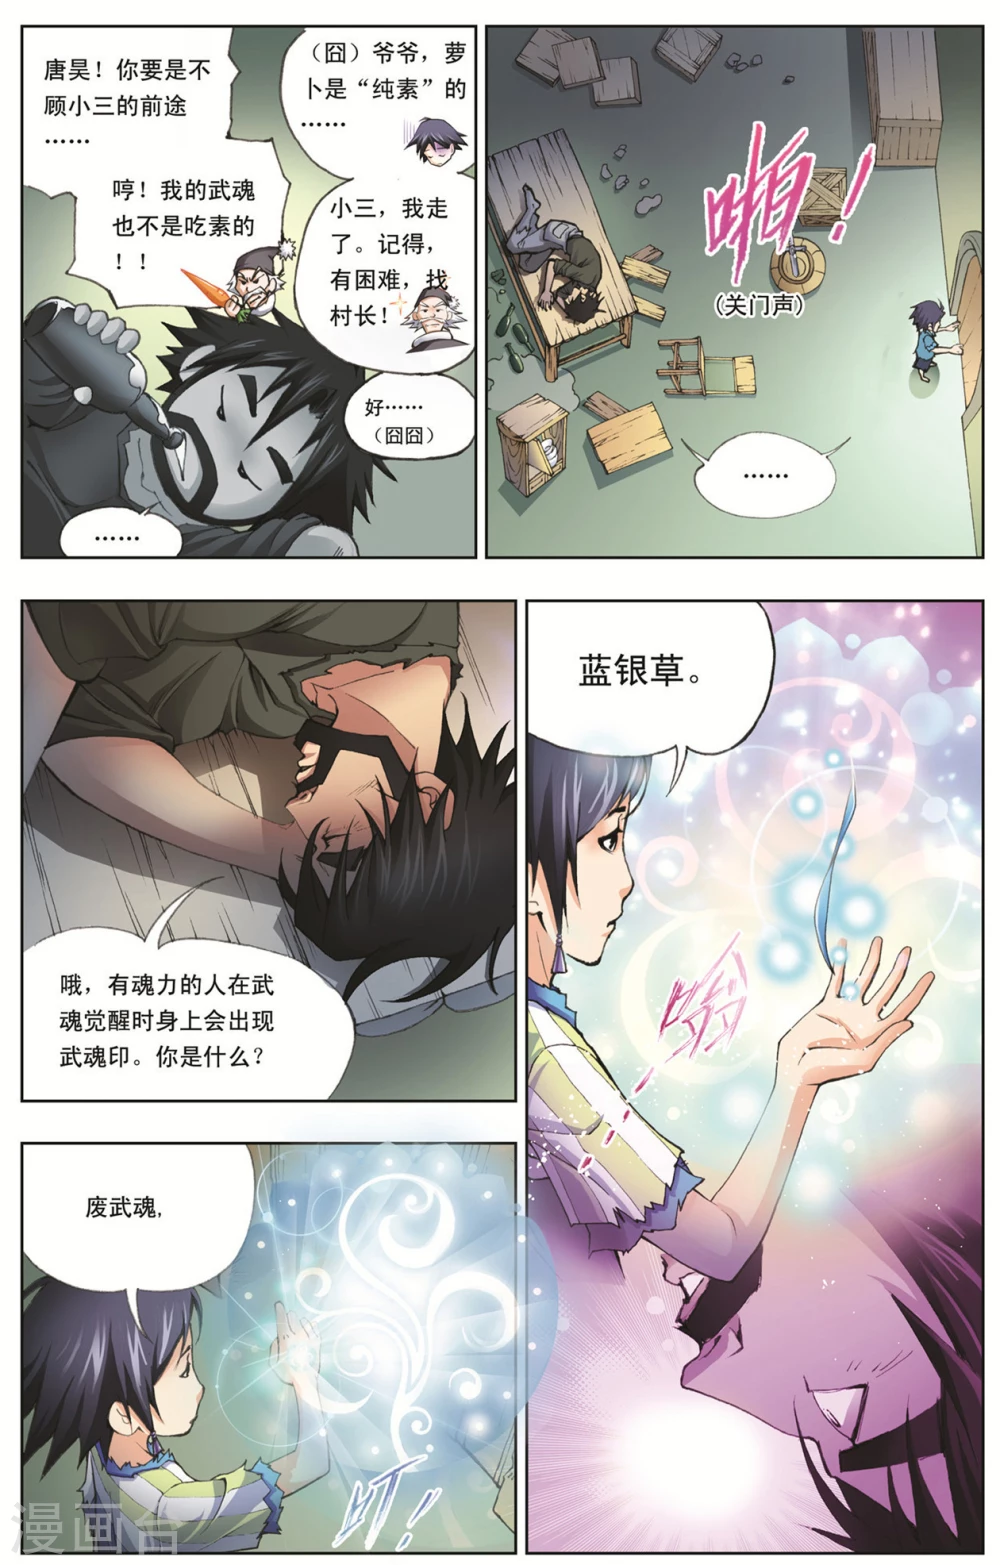 唐昊！你要是不
顾小三的前途
……
哼！我的武魂
也不是吃素的
！！
（囧）爷爷，萝
卜是“纯素”的
……
小三，我走
了。记得，
有困难，找
村长！
好……
（囧囧）
……
啪！
(关门声)
……
哦，有魂力的人在武
魂觉醒时身上会出现
武魂印。你是什么？
蓝银草。
嗡
废武魂，
叮！
漫画台